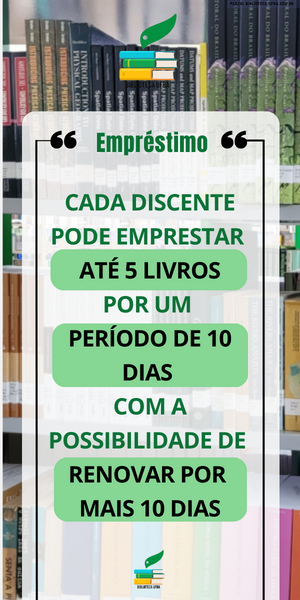 Empréstimo
CADA DISCENTE
PODE EMPRESTAR
ATÉ 5 LIVROS
POR UM
PERÍODO DE 10
DIAS
COM A
POSSIBILIDADE DE
RENOVAR POR
MAIS 10 DIAS